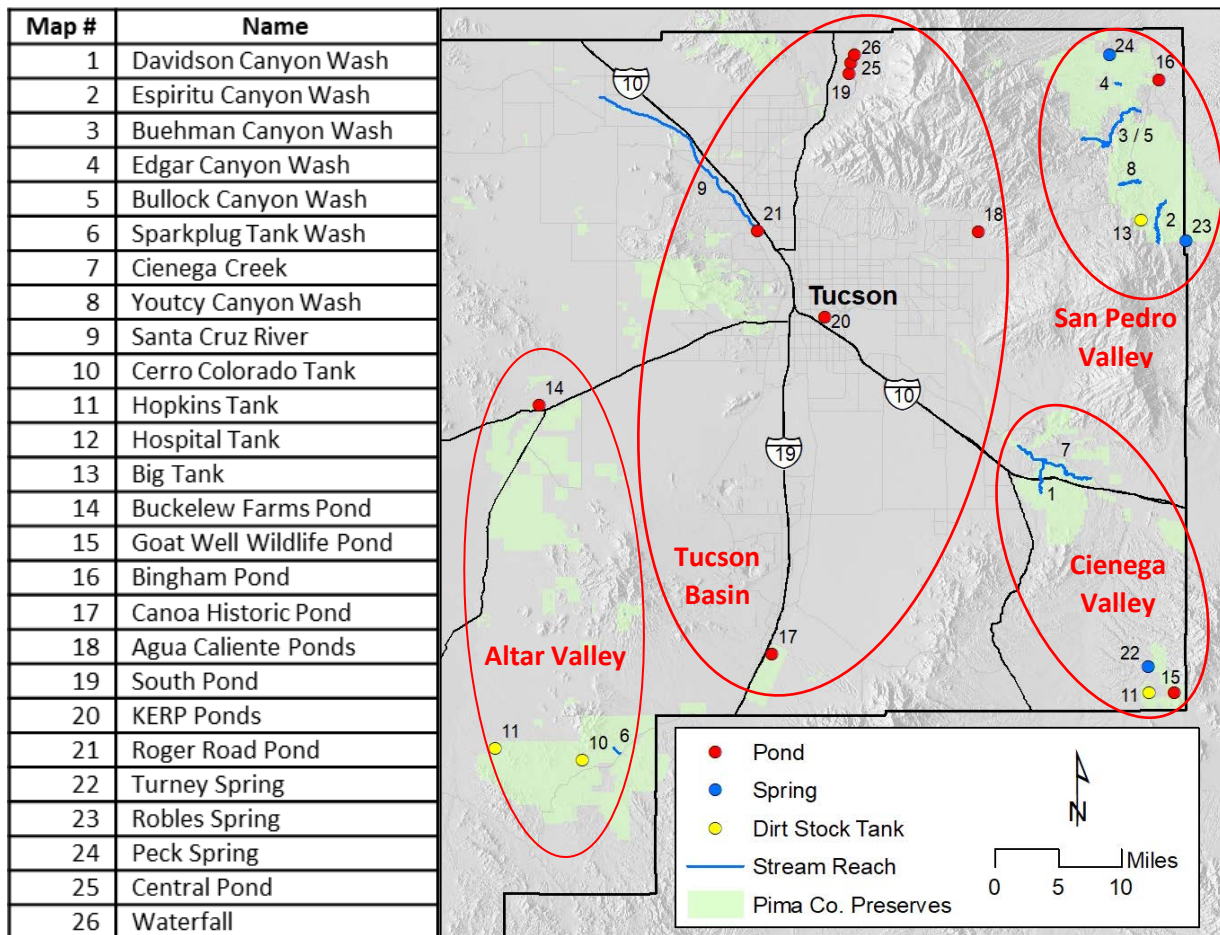 Map # Name
1 Davidson Canyon Wash
2 Espiritu Canyon Wash
3 Buehman Canyon Wash
4 Edgar Canyon Wash
5 Bullock Canyon Wash
6 Sparkplug Tank Wash
7 Cienega Creek
8 Youtcy Canyon Wash
9 Santa Cruz River
10 Cerro Colorado Tank
11 Hopkins Tank
12 Hospital Tank
13 Big Tank
14 Buckelew Farms Pond
15 Goat Well Wildlife Pond
16 Bingham Pond
17 Canoa Historic Pond
18 Agua Caliente Ponds
19 South Pond
20 KERP Ponds
21 Roger Road Pond
22 Turney Spring
23 Robles Spring
24 Peck Spring
25 Central Pond
26 Waterfall
26
25
19
10
9
21
18
Tucson
20
24
16
4
3 / 5
8
2
13
23
San Pedro
Valley
14
10
19
7
1
Tucson
Basin
Cienega
Valley
17
Altar Valley
22
15
11
11
10
6
Pond
Spring
Dirt Stock Tank
Stream Reach
Pima Co. Preserves
N
Miles
0 5 10